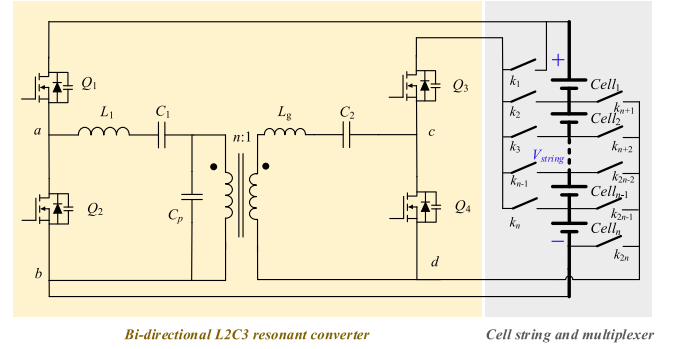 Q1
Q2
L1
C1
a
b
Cp
n:1
Lg
C2
c
d
Q3
Q4
k1
k2
k3
kn-1
kn
+
Vstring
−
Cell1
Cell2
Celln-1
Celln
kn+1
kn+2
k2n-2
k2n-1
k2n
Bi-directional L2C3 resonant converter
Cell string and multiplexer